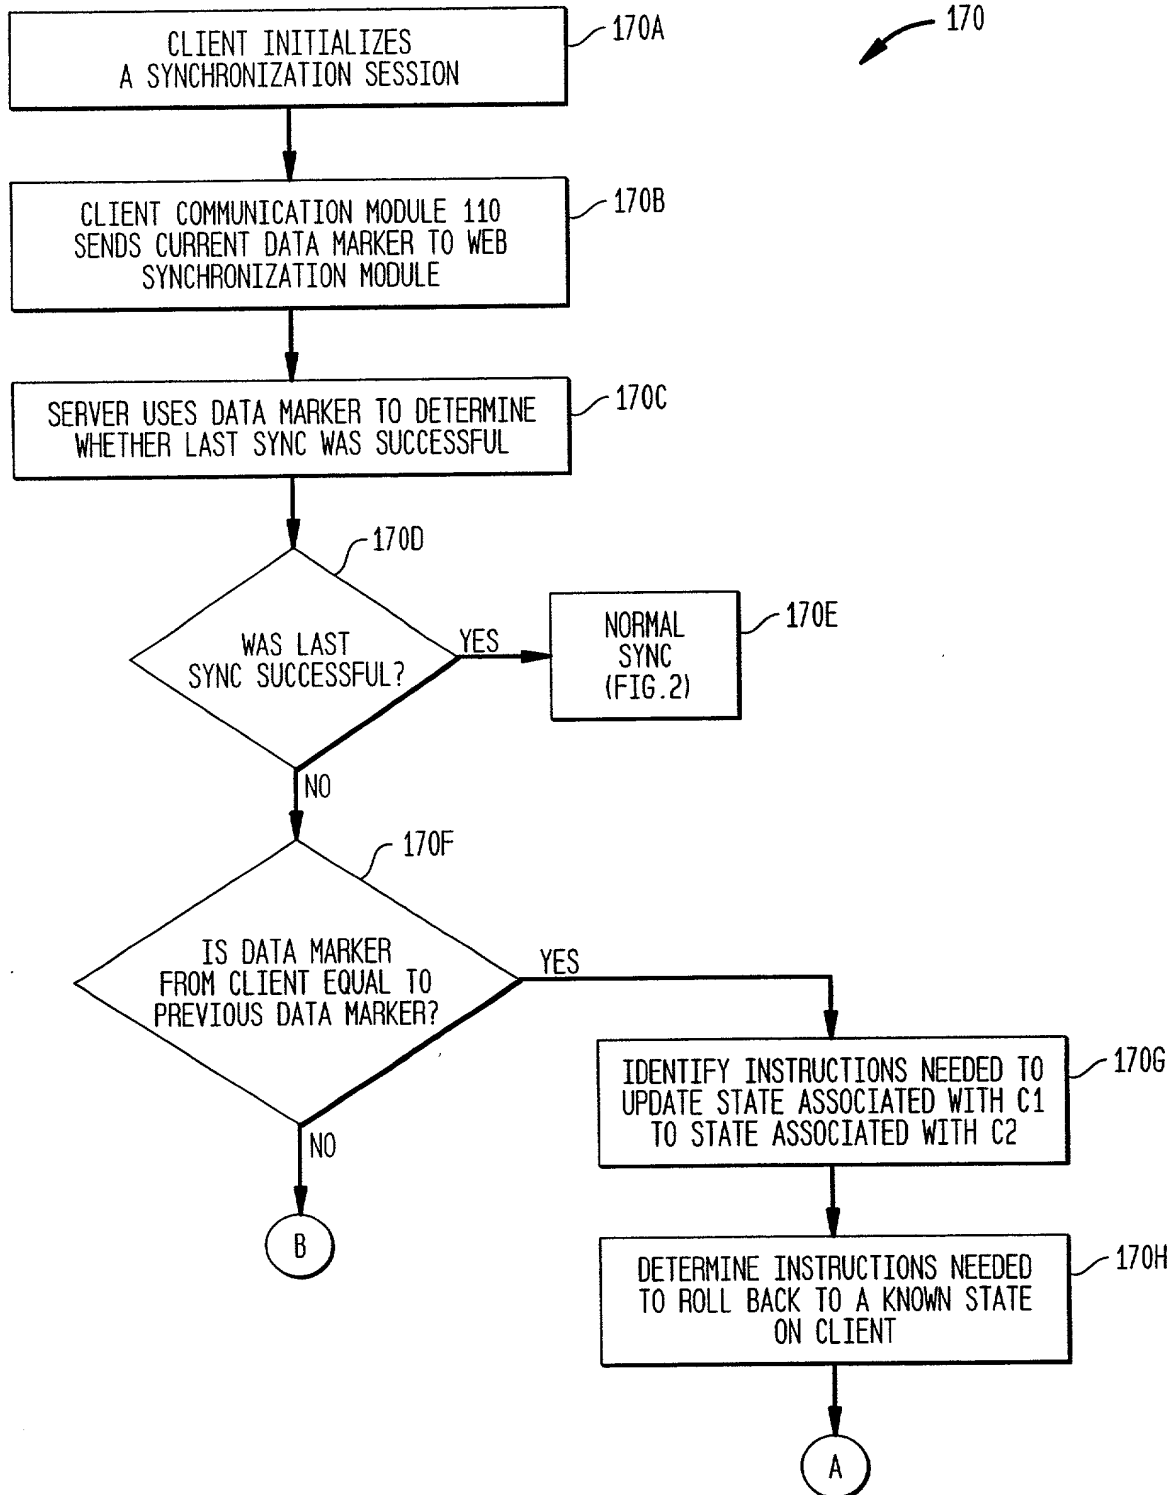 170
CLIENT INITIALIZES
A SYNCHRONIZATION SESSION
170A
CLIENT COMMUNICATION MODULE 110
SENDS CURRENT DATA MARKER TO WEB
SYNCHRONIZATION MODULE
170B
SERVER USES DATA MARKER TO DETERMINE
WHETHER LAST SYNC WAS SUCCESSFUL
170C
170D
WAS LAST
SYNC SUCCESSFUL?
YES
NORMAL
SYNC
(FIG.2)
170E
NO
170F
IS DATA MARKER
FROM CLIENT EQUAL TO
PREVIOUS DATA MARKER?
YES
IDENTIFY INSTRUCTIONS NEEDED TO
UPDATE STATE ASSOCIATED WITH C1
TO STATE ASSOCIATED WITH C2
170G
NO
B
DETERMINE INSTRUCTIONS NEEDED
TO ROLL BACK TO A KNOWN STATE
ON CLIENT
170H
A